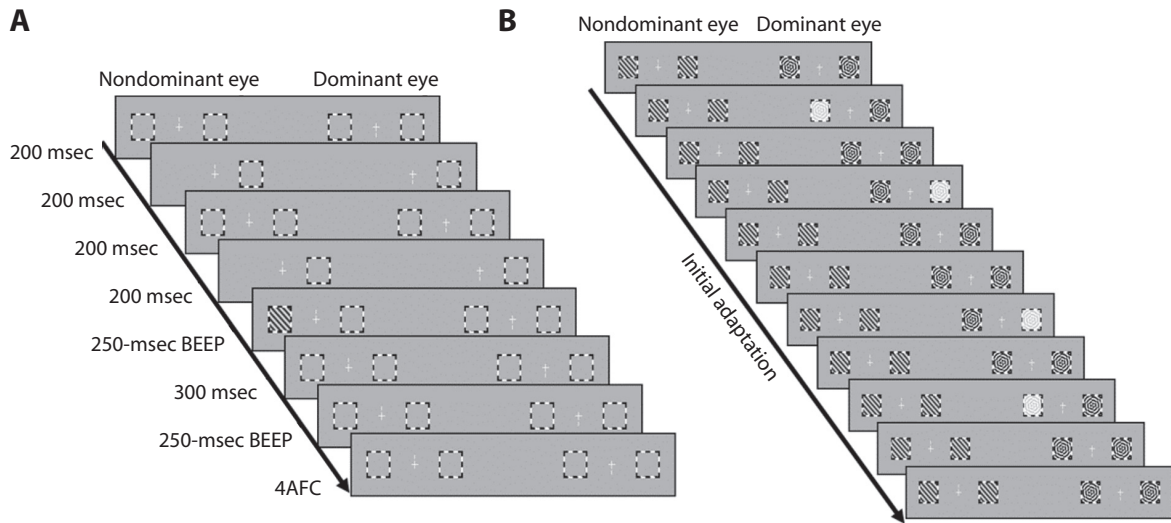 A
Nondominant eye Dominant eye
200 msec
200 msec
200 msec
200 msec
250-msec BEEP
300 msec
250-msec BEEP
4AFC
B
Nondominant eye Dominant eye
Initial adaptation